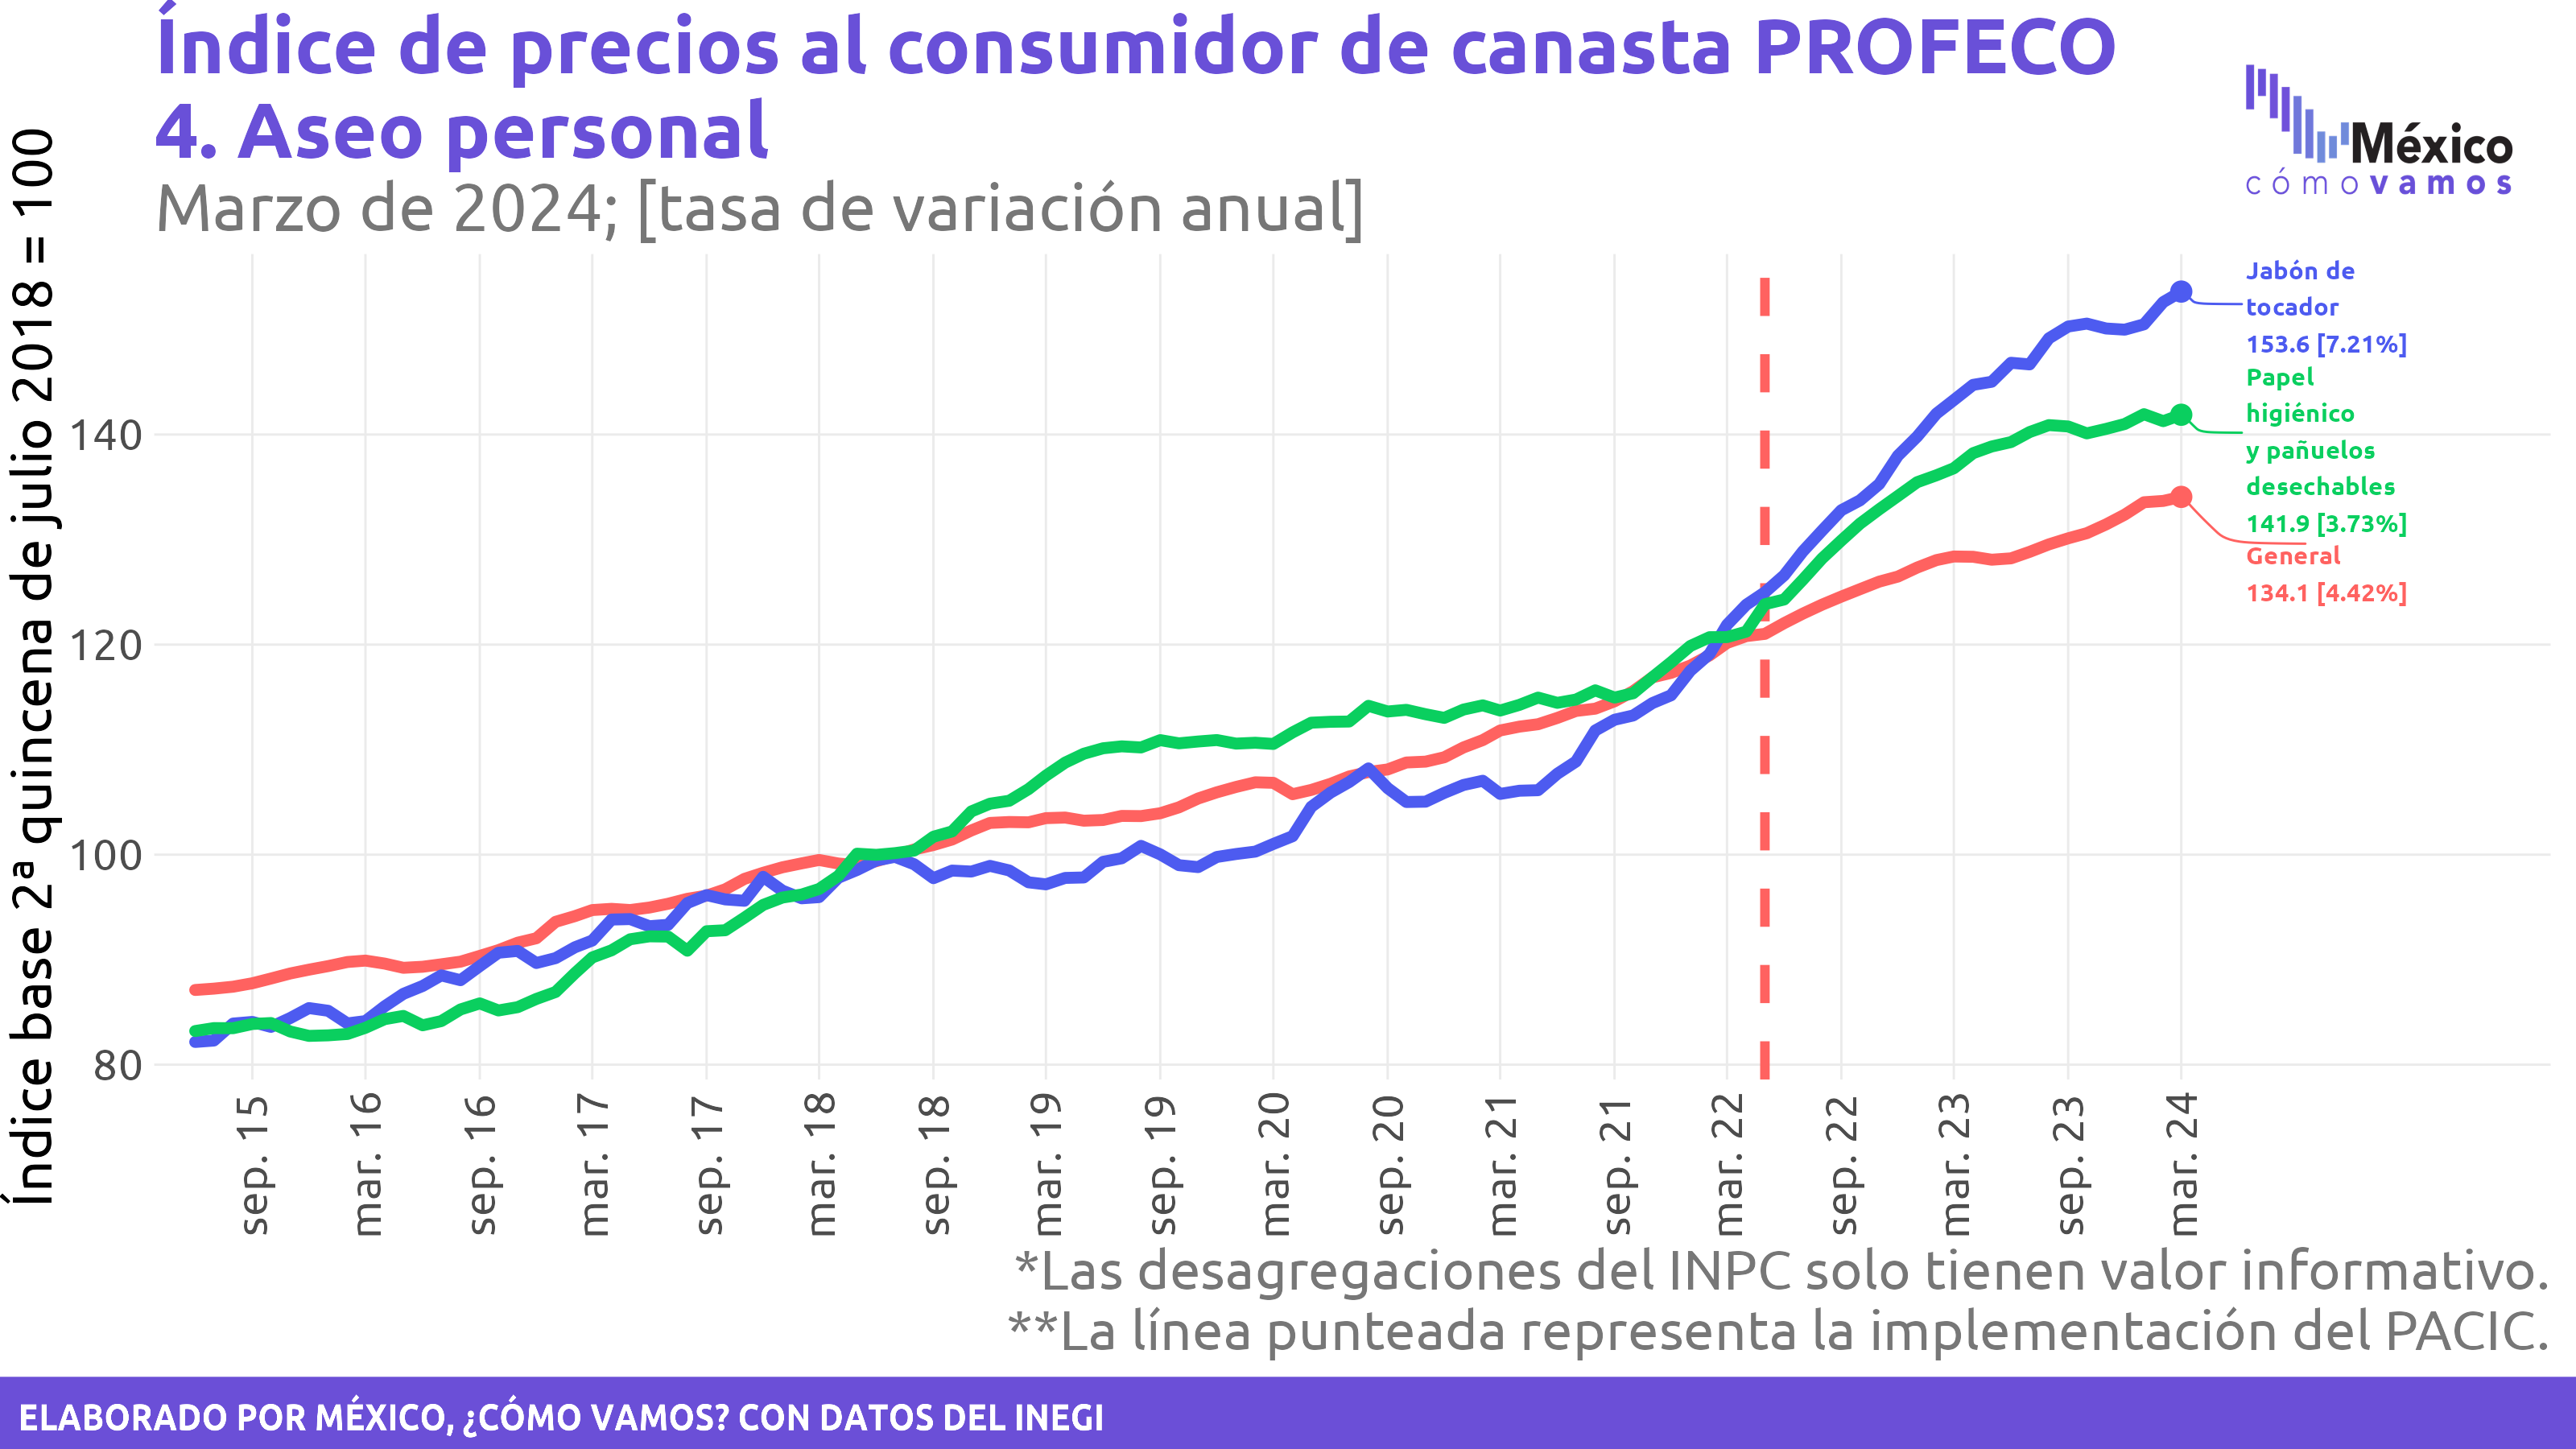 Índice de precios al consumidor de canasta PROFECO
4. Aseo personal
Marzo de 2024; [tasa de variación anual]
México
cómo vamos
Índice base 2ª quincena de julio 2018 = 100
140
120
100
80
Jabón de
tocador
153.6 [7.21%]
Papel
higiénico
y pañuelos
desechables
141.9 [3.73%]
General
134.1 [4.42%]
sep. 15
mar. 16
sep. 16
mar. 17
sep. 17
mar. 18
sep. 18
mar. 19
sep. 19
mar. 20
sep. 20
mar. 21
sep. 21
mar. 22
sep. 22
mar. 23
sep. 23
mar. 24
*Las desagregaciones del INPC solo tienen valor informativo.
**La línea punteada representa la implementación del PACIC.
ELABORADO POR MÉXICO, ¿CÓMO VAMOS? CON DATOS DEL INEGI